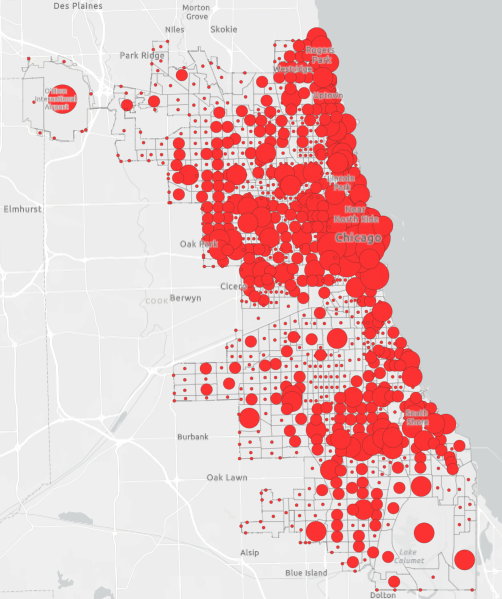 Des Plaines
Morton
Grove
Niles
Skokie
Park Ridge
Rogers
Park
O'Hare
International
Airport
Uptown
Lincoln
Park
Elmhurst
Near
North Side
Chicago
Oak Park
Cicero
COOK
Berwyn
South
Shore
Burbank
Oak Lawn
Alsip
Lake
Calumet
Blue Island
Dolton